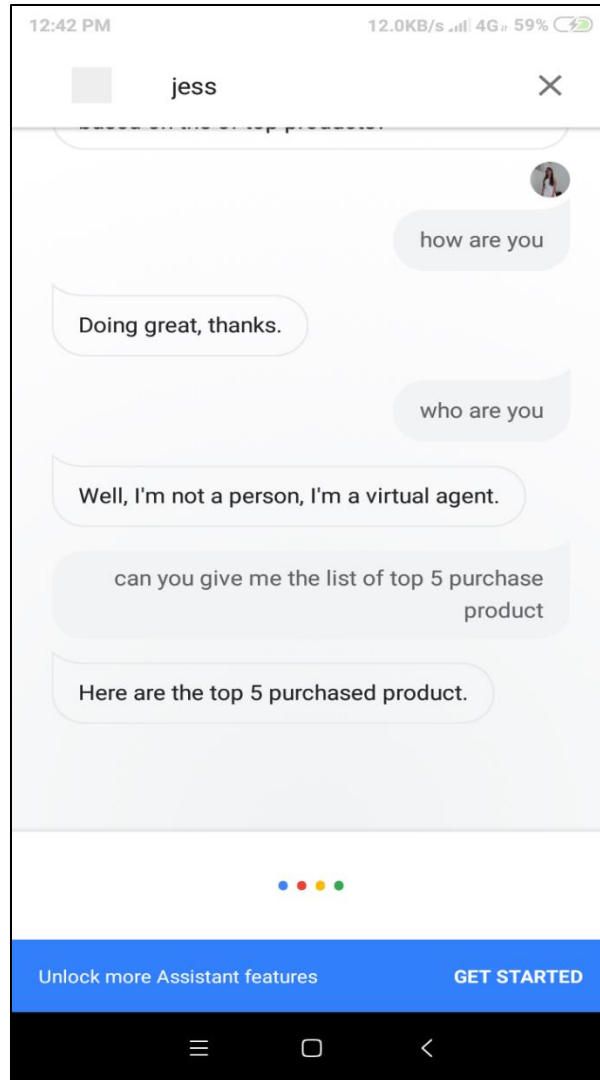 12:42 PM 12.0KB/s 4G 59%
jess
how are you
Doing great, thanks.
who are you
Well, I'm not a person, I'm a virtual agent.
can you give me the list of top 5 purchase
product
Here are the top 5 purchased product.
Unlock more Assistant features GET STARTED